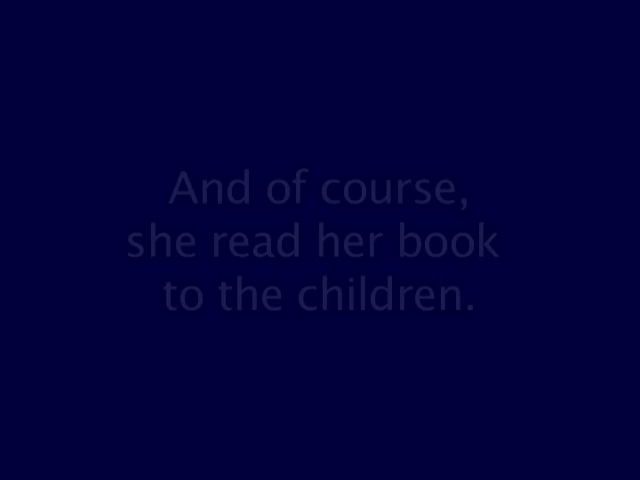 And of course,
she read her book
to the children.